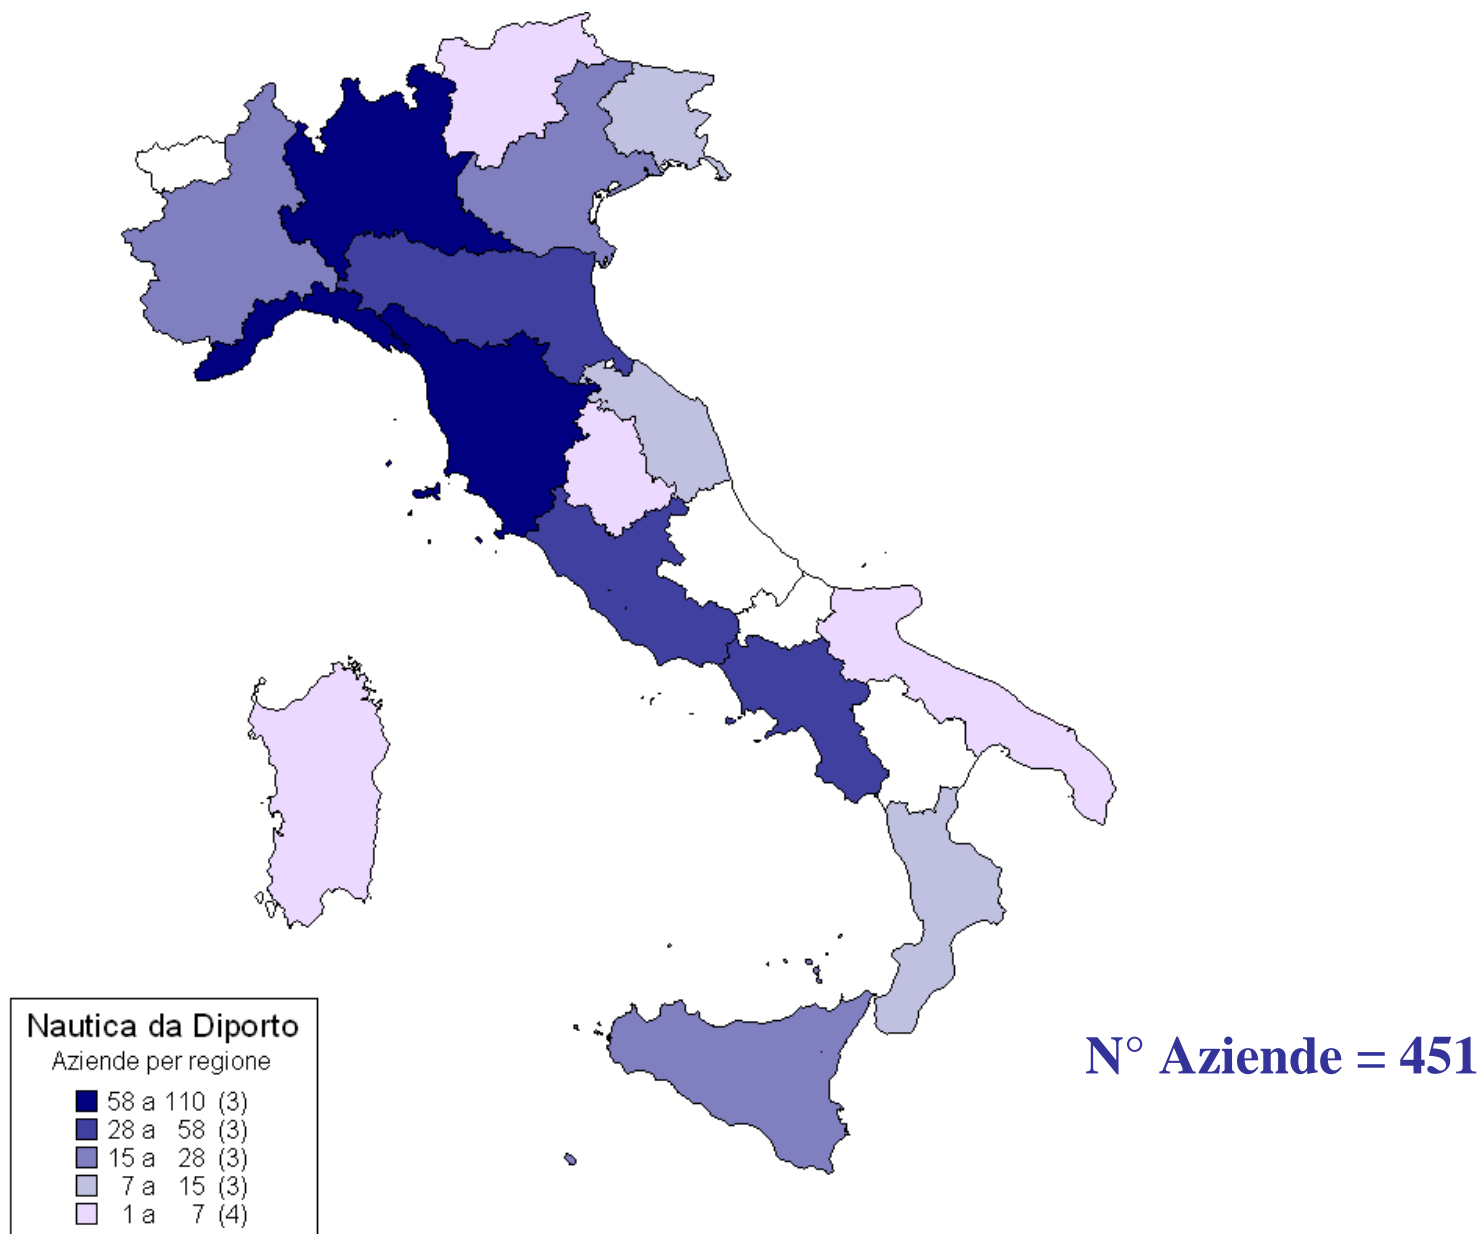 Nautica da Diporto
Aziende per regione
58 a 110 (3)
28 a 58 (3)
15 a 28 (3)
7 a 15 (3)
1 a 7 (4)
N° Aziende = 451